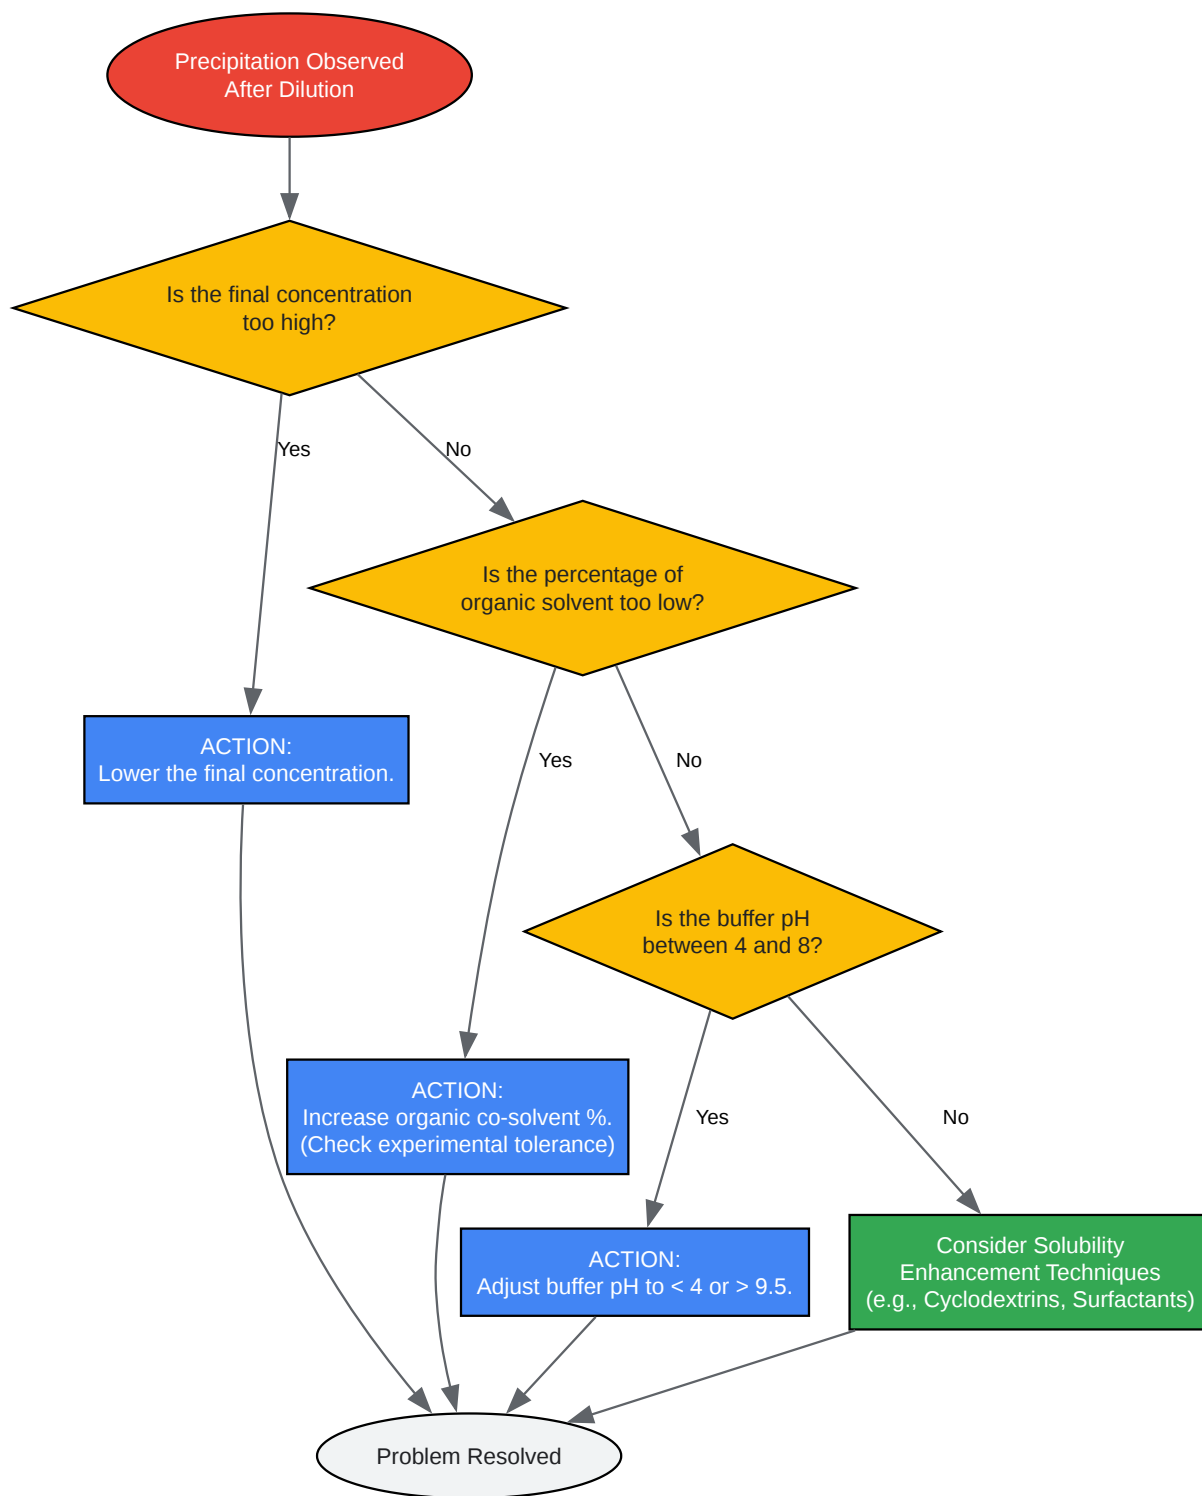 Precipitation Observed
After Dilution
Is the final concentration
too high?
Yes
No
Is the percentage of
organic solvent too low?
ACTION:
Lower the final concentration.
Yes
No
Is the buffer pH
between 4 and 8?
ACTION:
Increase organic co-solvent %.
(Check experimental tolerance)
Yes
No
ACTION:
Adjust buffer pH to < 4 or > 9.5.
Consider Solubility
Enhancement Techniques
(e.g., Cyclodextrins, Surfactants)
Problem Resolved